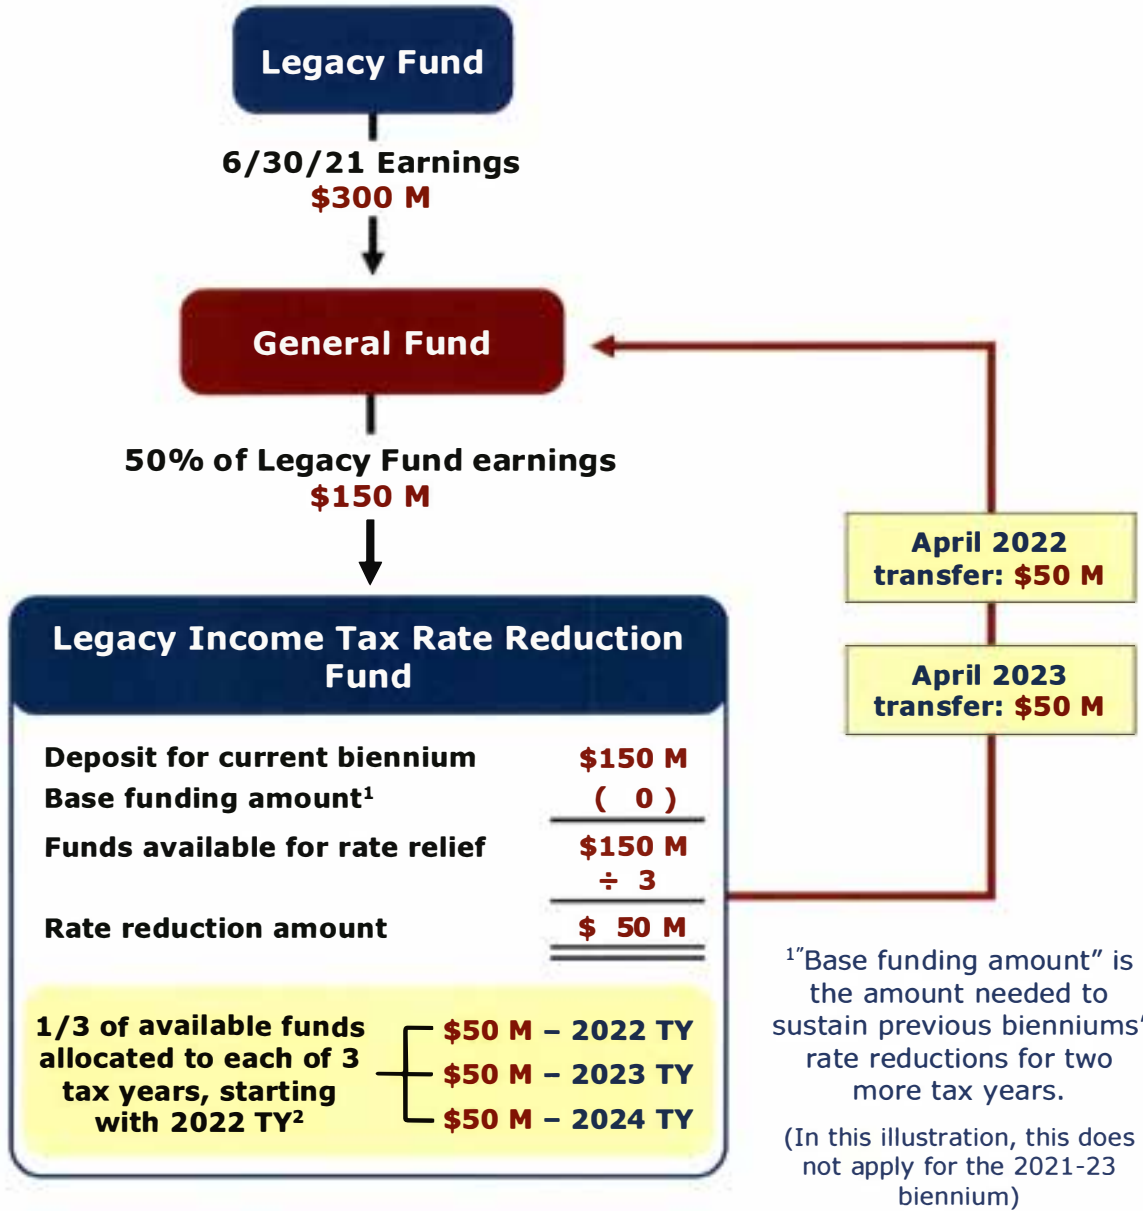 Legacy Fund
6/30/21 Earnings
$300 M
General Fund
50% of Legacy Fund earnings
$150 M
April 2022
transfer: $50 M
April 2023
transfer: $50 M
Legacy Income Tax Rate Reduction
Fund
Deposit for current biennium $150 M
Base funding amount¹ ( 0 )
Funds available for rate relief $150 M
÷ 3
Rate reduction amount $ 50 M
1/3 of available funds
allocated to each of 3
tax years, starting
with 2022 TY²
$50 M – 2022 TY
$50 M – 2023 TY
$50 M – 2024 TY
¹″Base funding amount” is
the amount needed to
sustain previous bienniums’
rate reductions for two
more tax years.
(In this illustration, this does
not apply for the 2021-23
biennium)